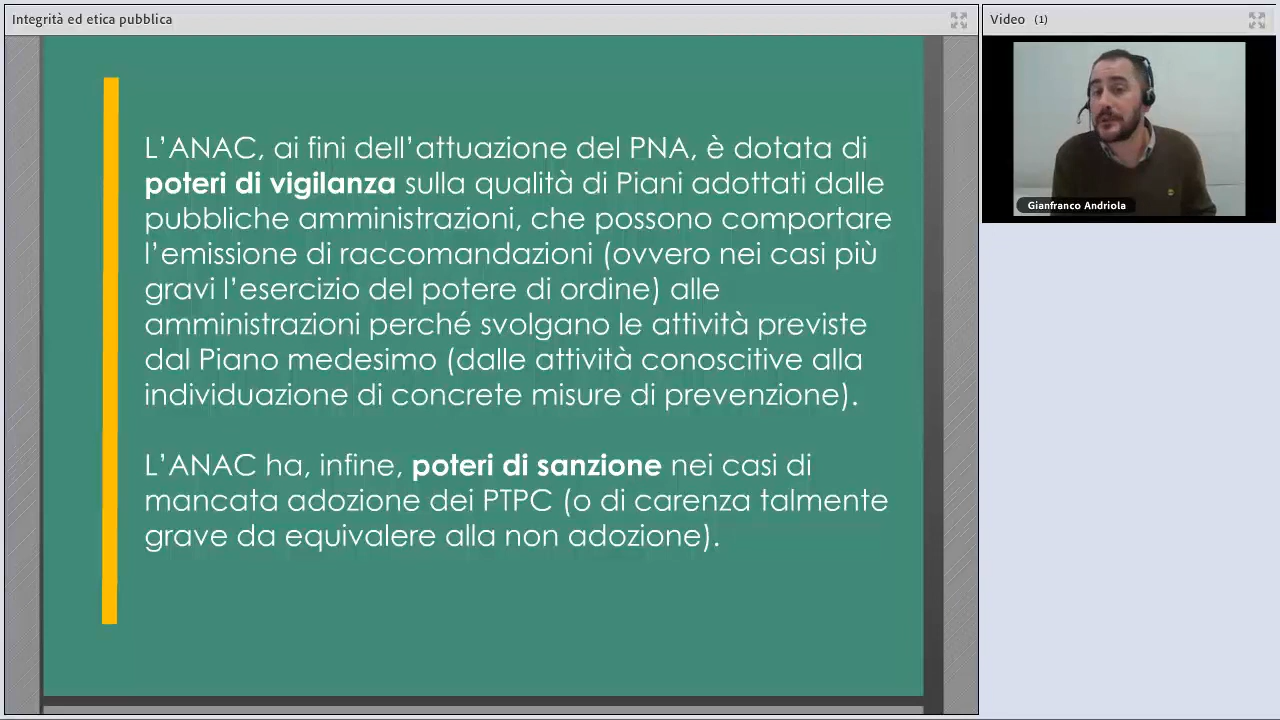 Integrità ed etica pubblica
Video (1)
L’ANAC, ai fini dell’attuazione del PNA, è dotata di
poteri di vigilanza sulla qualità di Piani adottati dalle
pubbliche amministrazioni, che possono comportare
l’emissione di raccomandazioni (ovvero nei casi più
gravi l’esercizio del potere di ordine) alle
amministrazioni perché svolgano le attività previste
dal Piano medesimo (dalle attività conoscitive alla
individuazione di concrete misure di prevenzione).
L’ANAC ha, infine, poteri di sanzione nei casi di
mancata adozione dei PTPC (o di carenza talmente
grave da equivalere alla non adozione).
Gianfranco Andriola